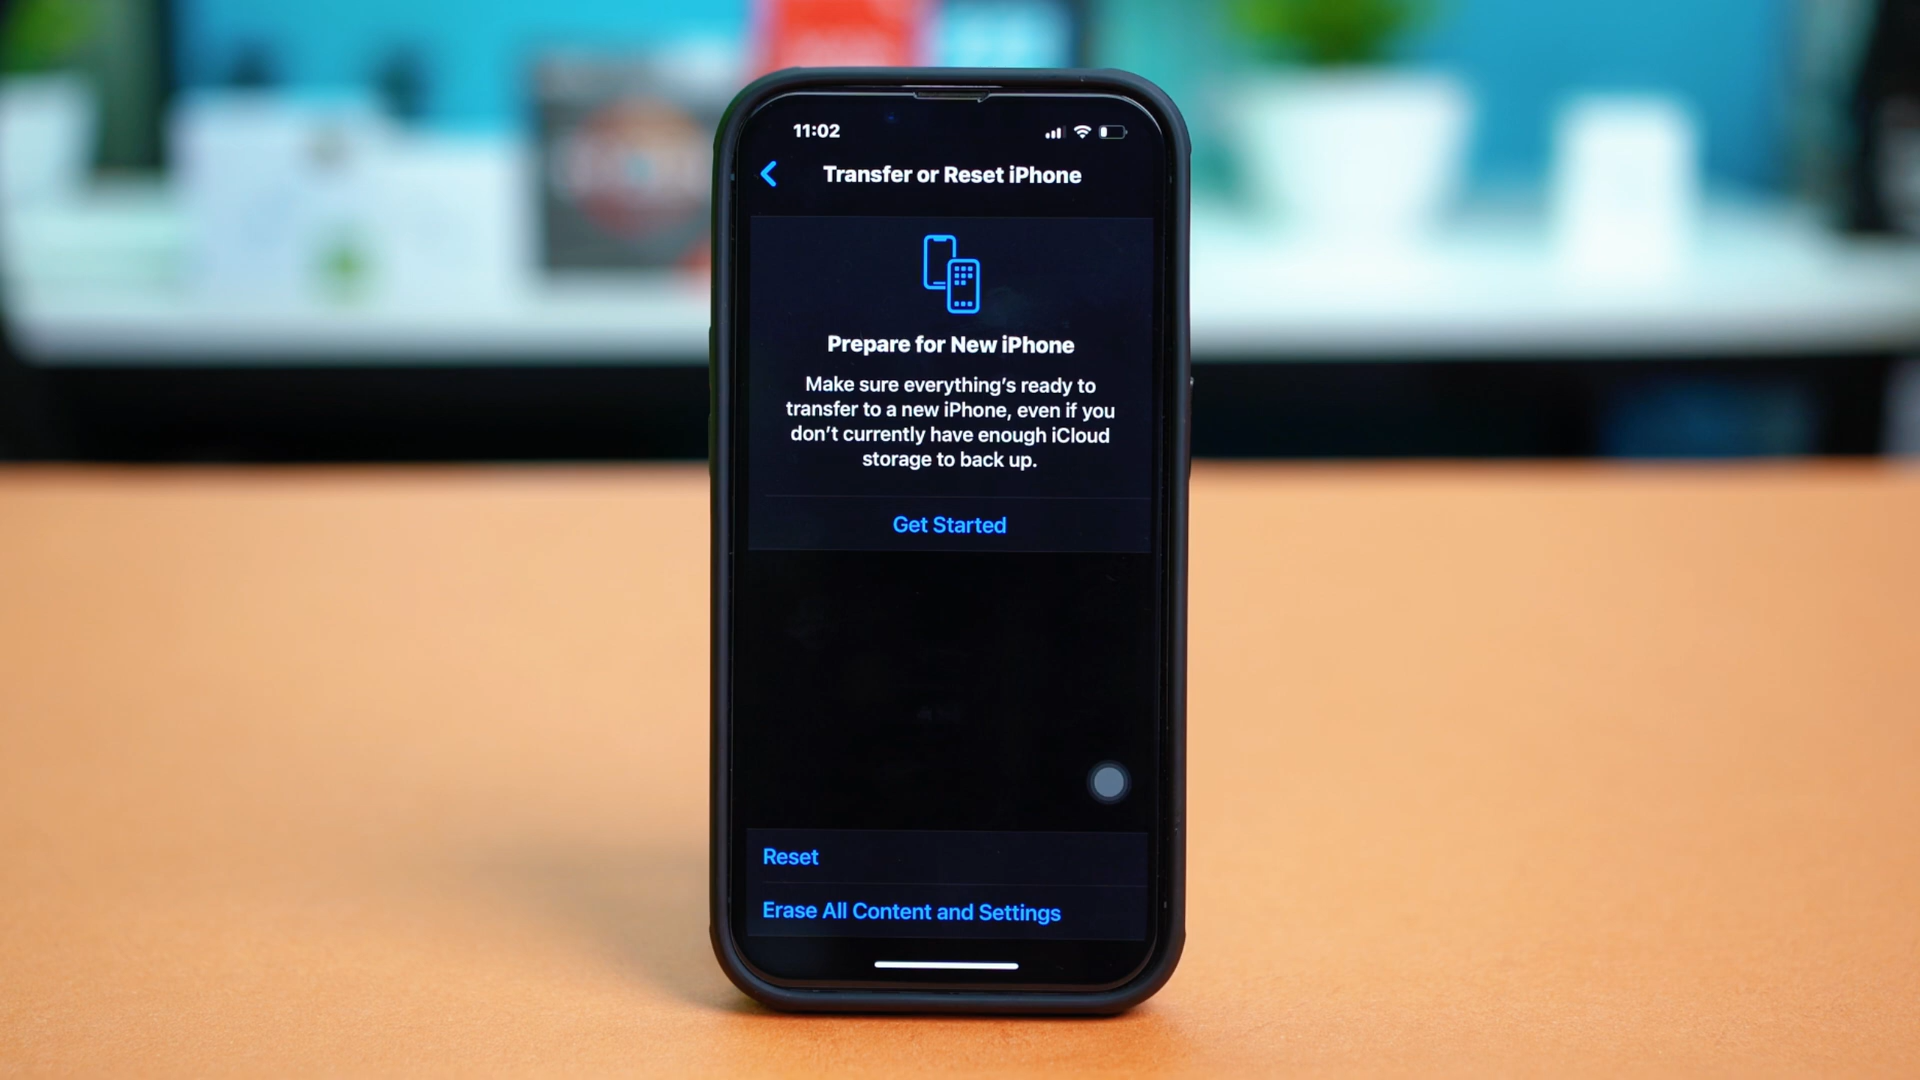 11:02
Transfer or Reset iPhone
Prepare for New iPhone
Make sure everything's ready to
transfer to a new iPhone, even if you
don't currently have enough iCloud
storage to back up.
Get Started
Reset
Erase All Content and Settings